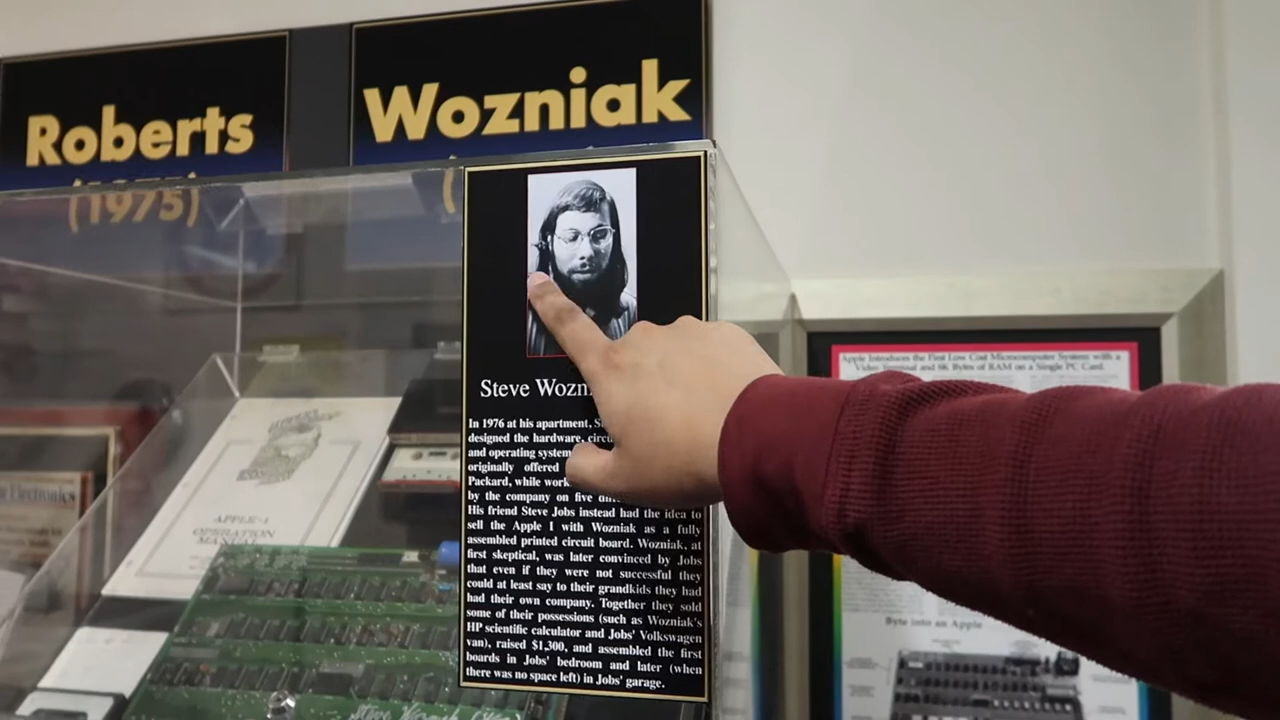 Roberts
(1975)
Wozniak
(
Steve Wozn
In 1976 at his apartment, S
designed the hardware, circu
and operating system
originally offered
Packard, while work
by the company on five
His friend Steve Jobs instead had the idea to
sell the Apple I with Wozniak as a fully
assembled printed circuit board. Wozniak, at
first skeptical, was later convinced by Jobs
that even if they were not successful they
could at least say to their grandkids they had
had their own company. Together they sold
some of their possessions (such as Wozniak's
HP scientific calculator and Jobs' Volkswagen
van), raised $1,300, and assembled the first
boards in Jobs' bedroom and later (when
there was no space left) in Jobs' garage.
APPLE-1
OPERATION
MANUAL
Electronics
Apple Introduces the First Low Cost Microcomputer System with a
Video Terminal and 8K Bytes of RAM on a Single PC Card.
Byte into an Apple